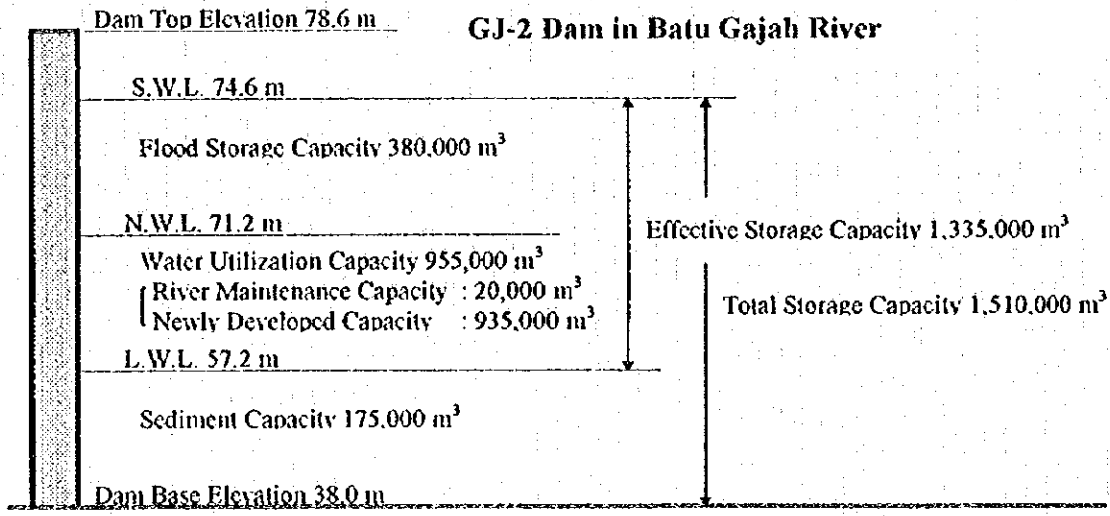 Dam Top Elevation 78.6 m
GJ-2 Dam in Batu Gajah River
S.W.L. 74.6 m
Flood Storage Capacity 380,000 m³
N.W.L. 71.2 m
Effective Storage Capacity 1,335,000 m³
Water Utilization Capacity 955,000 m³
River Maintenance Capacity : 20,000 m³
Newly Developed Capacity : 935,000 m³
Total Storage Capacity 1,510,000 m³
L.W.L. 57.2 m
Sediment Capacity 175,000 m³
Dam Base Elevation 38.0 m